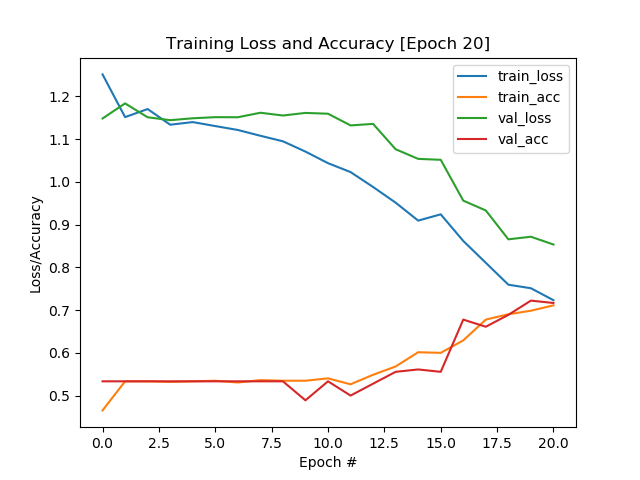 Training Loss and Accuracy [Epoch 20]
train_loss
train_acc
val_loss
val_acc
Loss/Accuracy
1.2
1.1
1.0
0.9
0.8
0.7
0.6
0.5
0.0 2.5 5.0 7.5 10.0 12.5 15.0 17.5 20.0
Epoch #